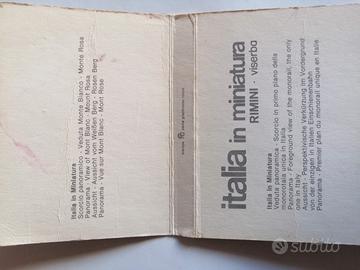 Italia in Miniatura
Scorcio panoramico - Veduta Monte Bianco - Monte Rosa
Panorama - View of Mont Blanc - Mount Rosa
Aussicht - Aussicht vom Weißen Berg - Rosen Berg
Panorama - Vue sur Mont Blanc - Mont Rose
italia in miniatura
RIMINI - viserba
Italia in Miniatura
Veduta panoramica - Scorcio in primo piano della
monorotaia unica in Italia
Panorama - Foreground view of the monorail, the only
one in Italy
Aussicht - Perspektivische Verkürzung im Vordergrund
von der einzigen in Italien Einschienenbahn
Panorama - Premier plan du monorail unique en Italie
subito